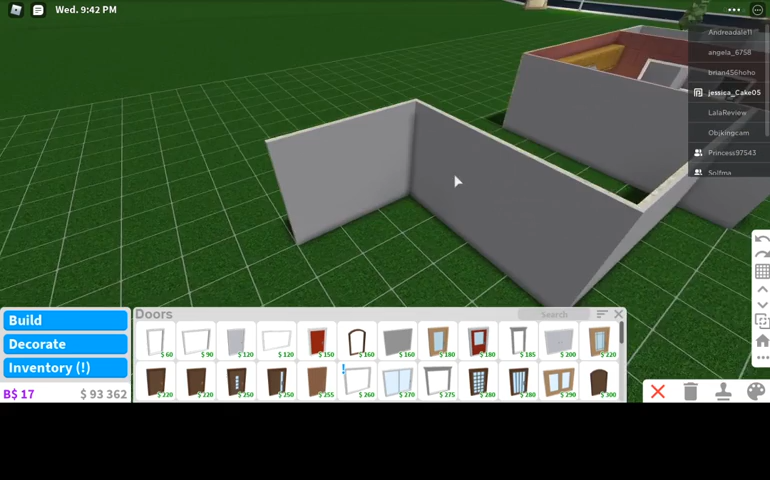 Wed. 9:42 PM
Andreadale11
angela_6758
brian456hoho
jessica_Cake05
LalaReview
Objkingcam
Princess97543
Solfma
Build
Decorate
Inventory (!)
B$ 17 $ 93 362
Doors
Search
$ 60 $ 90 $ 120 $ 120 $ 150 $ 160 $ 160 $ 180 $ 180 $ 185 $ 200 $ 220
!
$ 220 $ 220 $ 250 $ 250 $ 255 $ 260 $ 270 $ 275 $ 280 $ 280 $ 290 $ 300